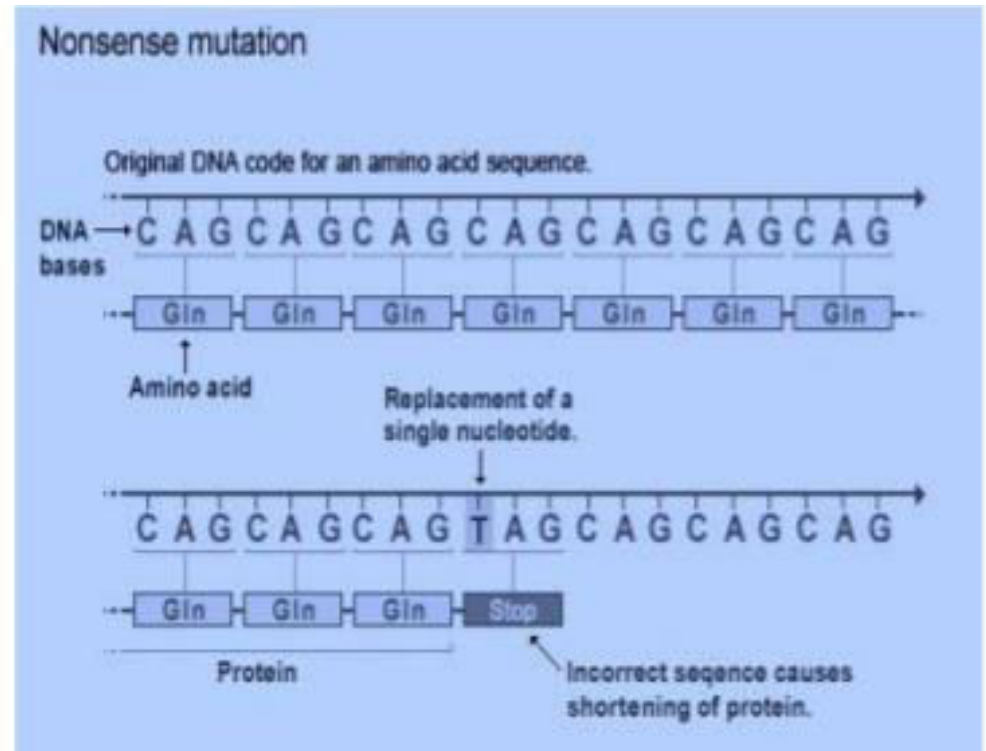 Nonsense mutation
Original DNA code for an amino acid sequence.
DNA
bases
C A G C A G C A G C A G C A G C A G C A G
Gln Gln Gln Gln Gln Gln Gln
Amino acid
Replacement of a
single nucleotide.
C A G C A G C A G T A G C A G C A G C A G
Gln Gln Gln Stop
Protein
Incorrect seqence causes
shortening of protein.